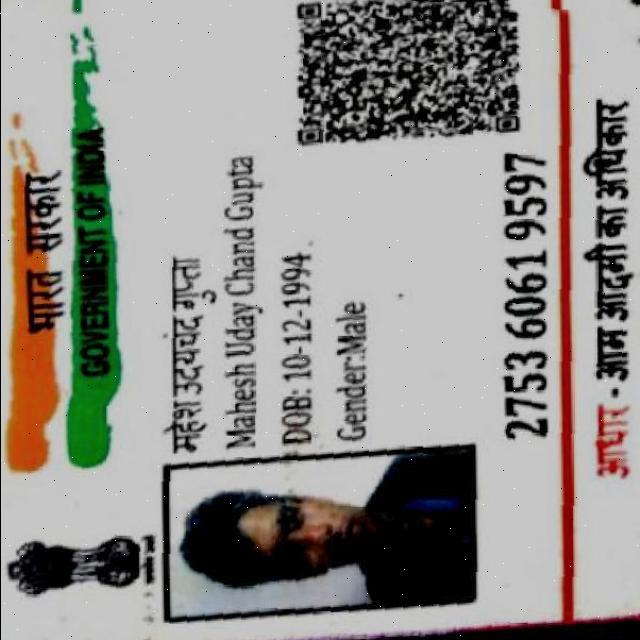 भारत सरकार
GOVERNMENT OF INDIA
महेश उदयचंद गुप्ता
Mahesh Uday Chand Gupta
DOB: 10-12-1994
Gender:Male
2753 6061 9597
आधार - आम आदमी का अधिकार